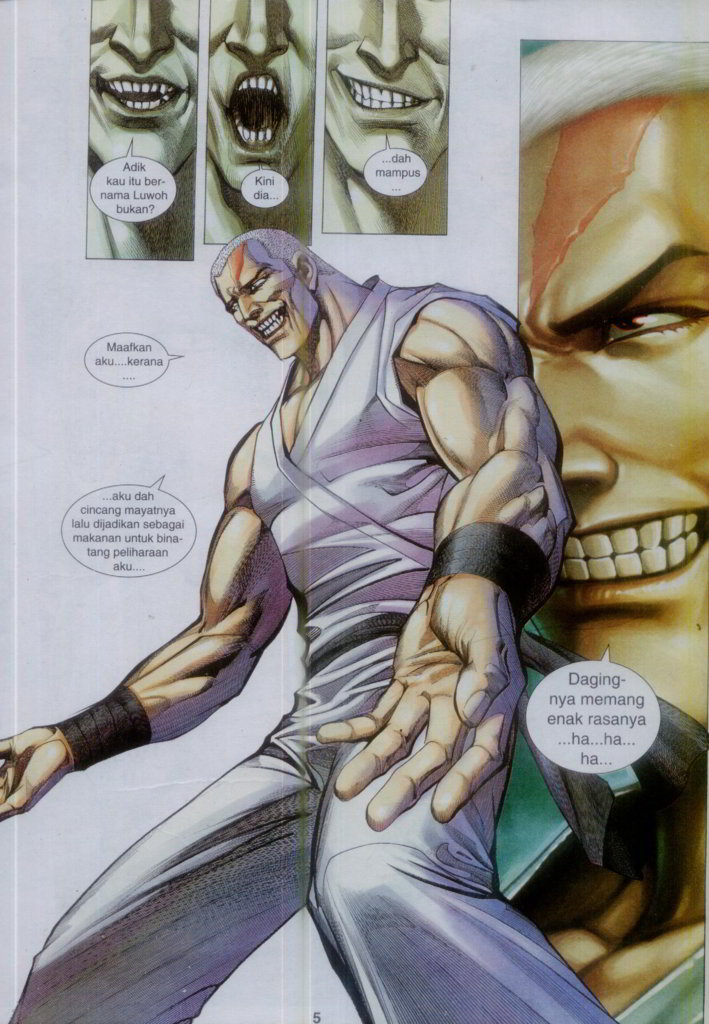 Adik
kau itu ber-
nama Luwoh
bukan?
Kini
dia...
...dah
mampus
...
Maafkan
aku....kerana
....
...aku dah
cincang mayatnya
lalu dijadikan sebagai
makanan untuk bina-
tang peliharaan
aku....
Daging-
nya memang
enak rasanya
...ha...ha...
ha...
5